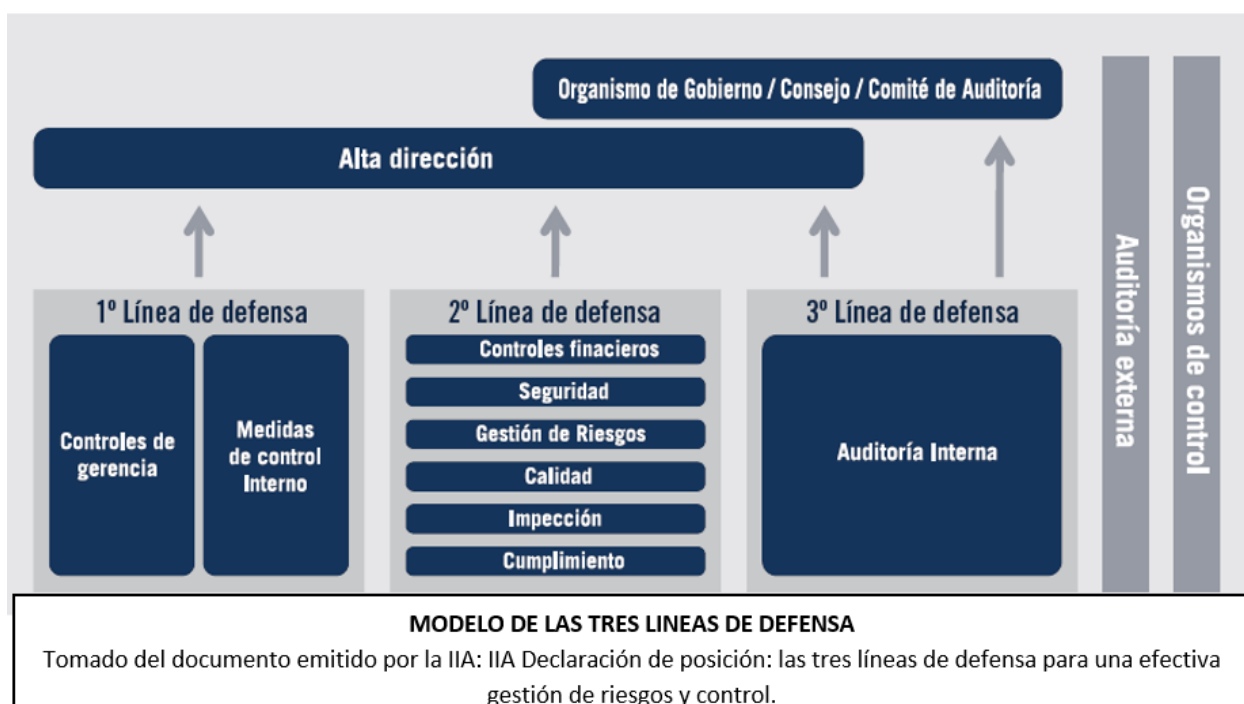 Organismo de Gobierno / Consejo / Comité de Auditoría
Alta dirección
1º Línea de defensa
Controles de
gerencia
Medidas
de control
Interno
2º Línea de defensa
Controles finacieros
Seguridad
Gestión de Riesgos
Calidad
Impección
Cumplimiento
3º Línea de defensa
Auditoría Interna
Auditoría externa
Organismos de control
MODELO DE LAS TRES LINEAS DE DEFENSA
Tomado del documento emitido por la IIA: IIA Declaración de posición: las tres líneas de defensa para una efectiva
gestión de riesgos y control.